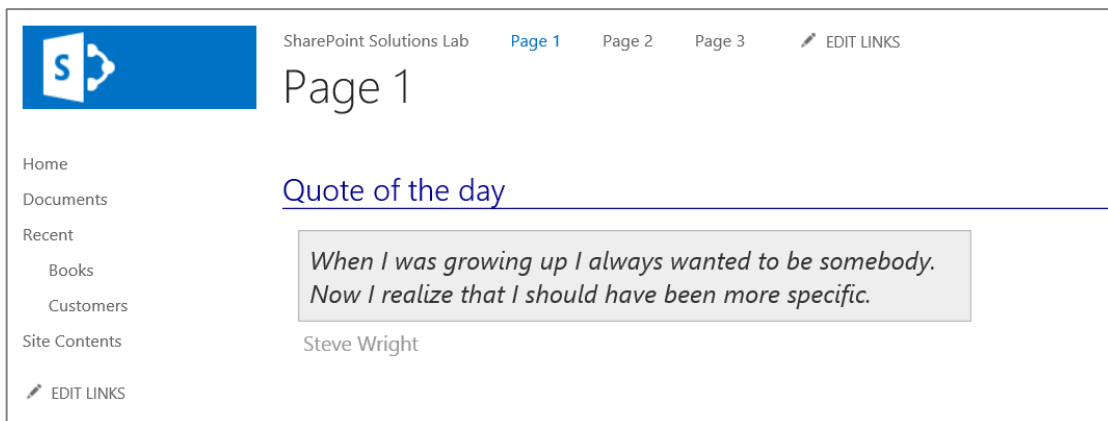 S
SharePoint Solutions Lab Page 1 Page 2 Page 3 EDIT LINKS
Page 1
Home
Documents
Recent
Books
Customers
Site Contents
EDIT LINKS
Quote of the day
When I was growing up I always wanted to be somebody.
Now I realize that I should have been more specific.
Steve Wright